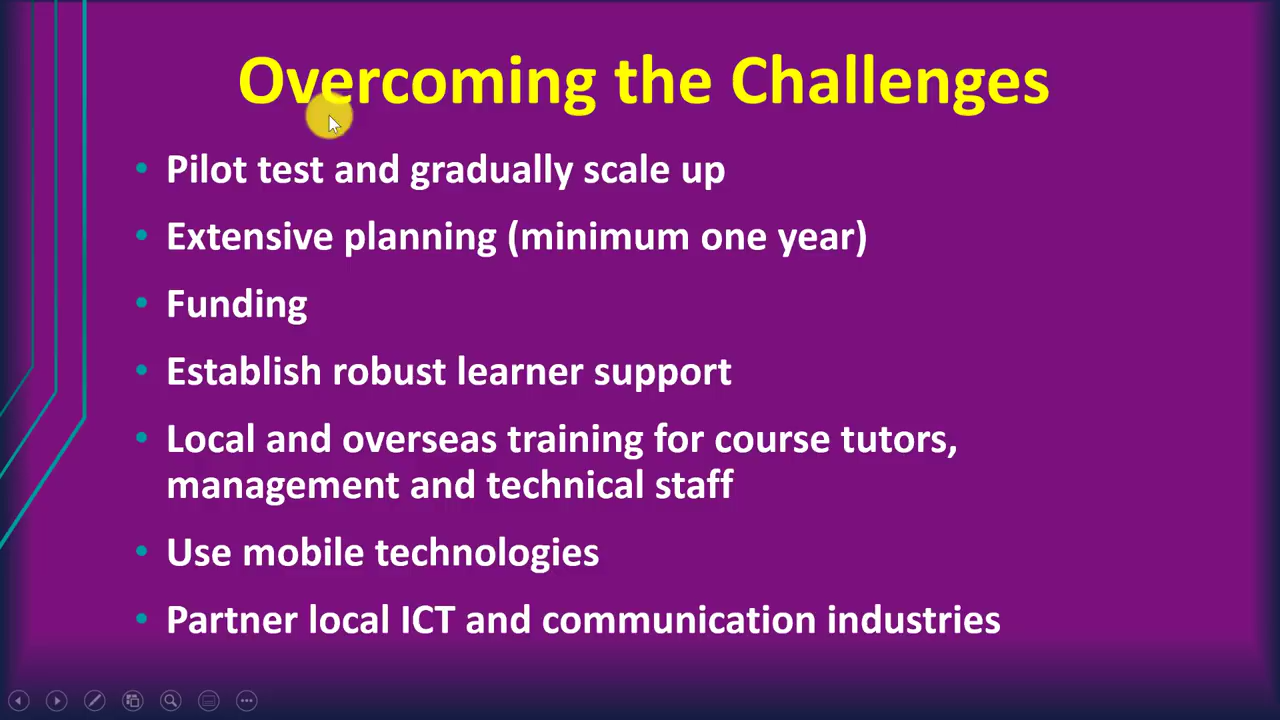 Overcoming the Challenges
• Pilot test and gradually scale up
• Extensive planning (minimum one year)
• Funding
• Establish robust learner support
• Local and overseas training for course tutors,
management and technical staff
• Use mobile technologies
• Partner local ICT and communication industries